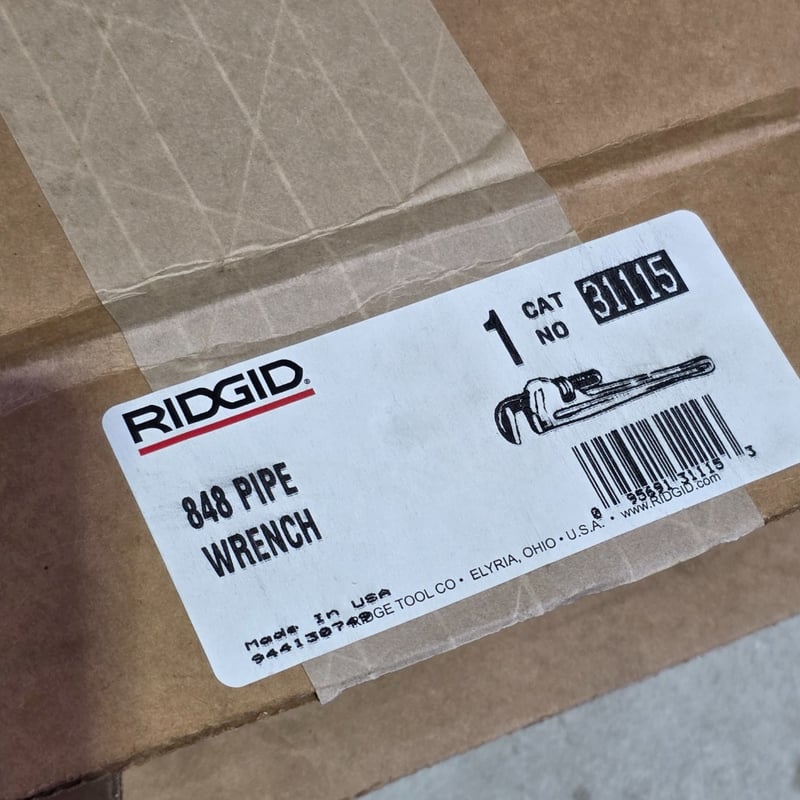 RIDGID®
1 CAT NO 31115
848 PIPE
WRENCH
0 95691 31115 3
Made In USA
RIDGE TOOL CO • ELYRIA, OHIO • U.S.A. • www.RIDGID.com